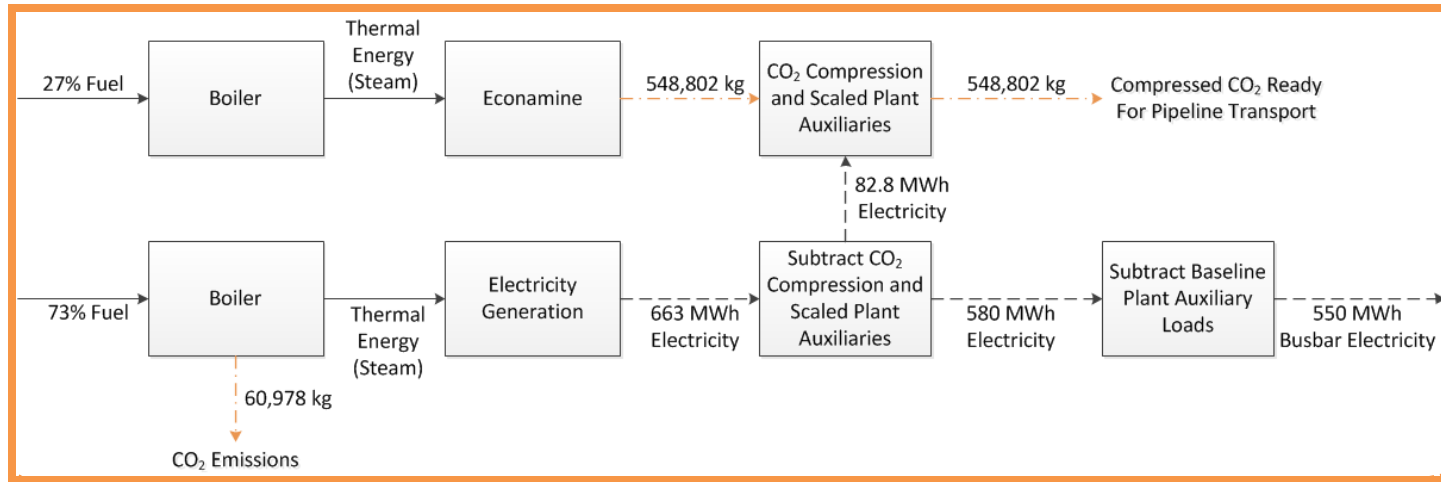 27% Fuel
Boiler
Thermal
Energy
(Steam)
Econamine
548,802 kg
CO₂ Compression
and Scaled Plant
Auxiliaries
548,802 kg
Compressed CO₂ Ready
For Pipeline Transport
82.8 MWh
Electricity
73% Fuel
Boiler
Thermal
Energy
(Steam)
Electricity
Generation
663 MWh
Electricity
Subtract CO₂
Compression and
Scaled Plant
Auxiliaries
580 MWh
Electricity
Subtract Baseline
Plant Auxiliary
Loads
550 MWh
Busbar Electricity
60,978 kg
CO₂ Emissions